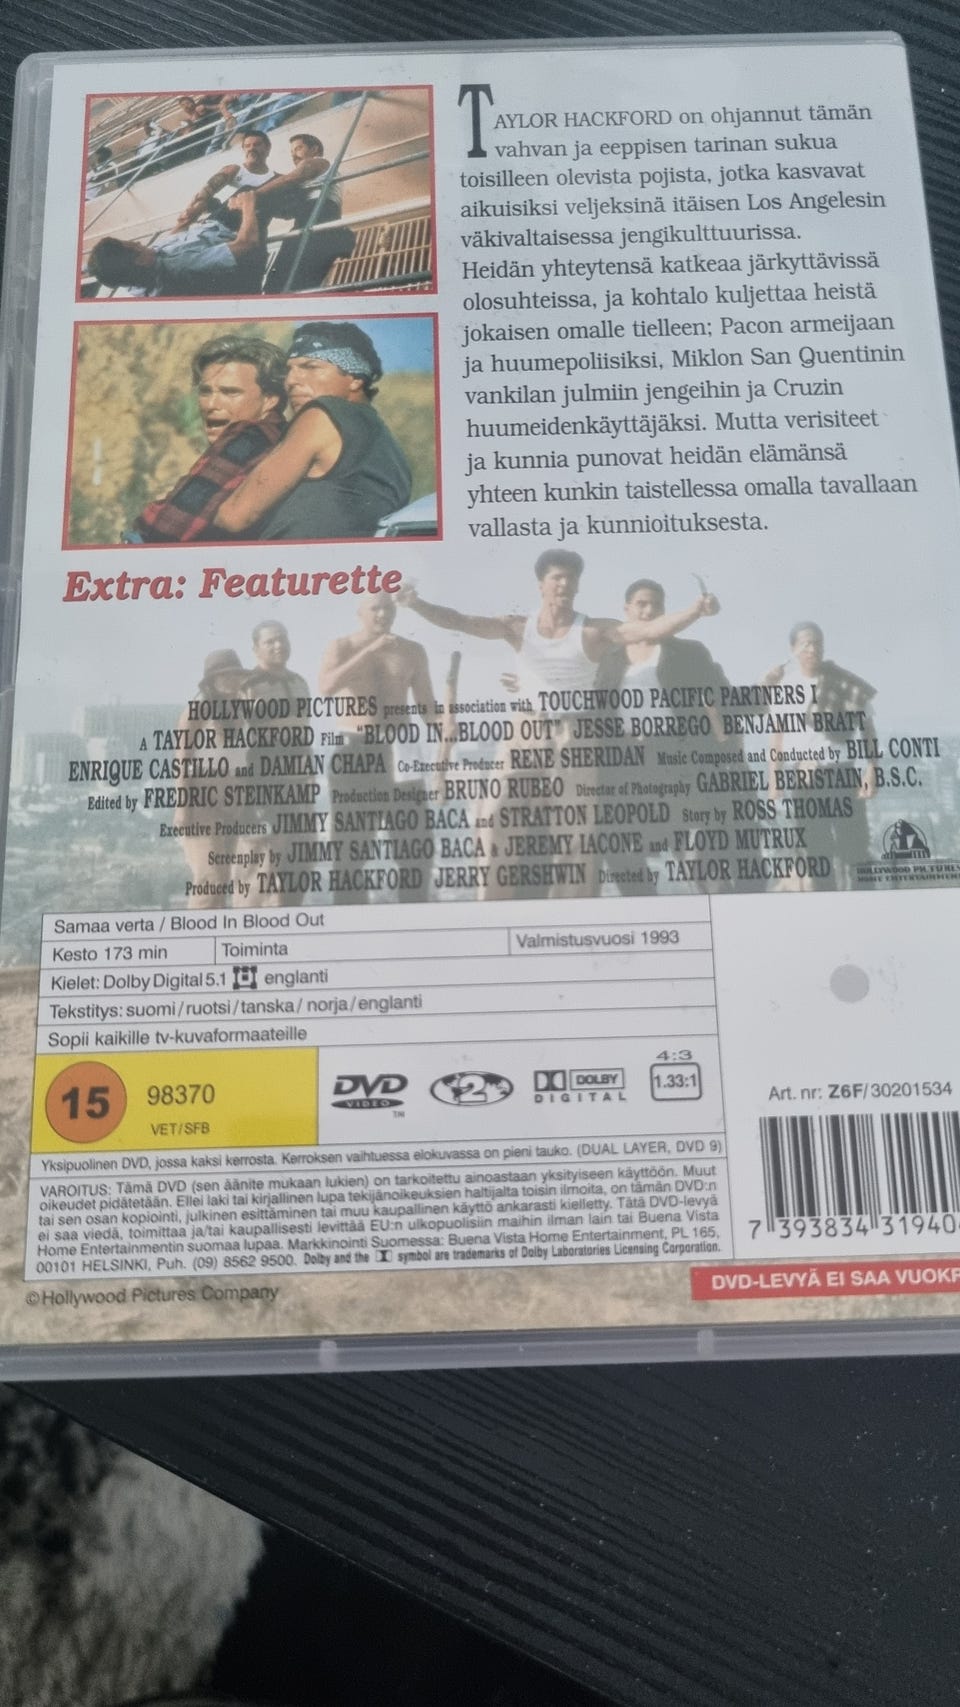 TAYLOR HACKFORD on ohjannut tämän
vahvan ja eeppisen tarinan sukua
toisilleen olevista pojista, jotka kasvavat
aikuisiksi veljeksinä itäisen Los Angelesin
väkivaltaisessa jengikulttuurissa.
Heidän yhteytensä katkeaa järkyttävissä
olosuhteissa, ja kohtalo kuljettaa heistä
jokaisen omalle tielleen; Pacon armeijaan
ja huumepoliisiksi, Miklon San Quentinin
vankilan julmiin jengeihin ja Cruzin
huumeidenkäyttäjäksi. Mutta verisiteet
ja kunnia punovat heidän elämänsä
yhteen kunkin taistellessa omalla tavallaan
vallasta ja kunnioituksesta.
Extra: Featurette
HOLLYWOOD PICTURES presents in association with TOUCHWOOD PACIFIC PARTNERS I
A TAYLOR HACKFORD Film "BLOOD IN...BLOOD OUT" JESSE BORREGO BENJAMIN BRATT
ENRIQUE CASTILLO and DAMIAN CHAPA Co-Executive Producer RENE SHERIDAN Music Composed and Conducted by BILL CONTI
Edited by FREDRIC STEINKAMP Production Designer BRUNO RUBEO Director of Photography GABRIEL BERISTAIN, B.S.C.
Executive Producers JIMMY SANTIAGO BACA and STRATTON LEOPOLD Story by ROSS THOMAS
Screenplay by JIMMY SANTIAGO BACA & JEREMY IACONE and FLOYD MUTRUX
Produced by TAYLOR HACKFORD JERRY GERSHWIN Directed by TAYLOR HACKFORD
HOLLYWOOD PICTURES
HOME ENTERTAINMENT
Samaa verta / Blood In Blood Out
Kesto 173 min Toiminta Valmistusvuosi 1993
Kielet: Dolby Digital 5.1 englanti
Tekstitys: suomi/ruotsi/tanska/norja/englanti
Sopii kaikille tv-kuvaformaateille
15 98370
VET/SFB
DVD VIDEO TM
2
DOLBY DIGITAL
4:3
1.33:1
Art. nr: Z6F/30201534
Yksipuolinen DVD, jossa kaksi kerrosta. Kerroksen vaihtuessa elokuvassa on pieni tauko. (DUAL LAYER, DVD 9)
VAROITUS: Tämä DVD (sen äänite mukaan lukien) on tarkoitettu ainoastaan yksityiseen käyttöön. Muut
oikeudet pidätetään. Ellei laki tai kirjallinen lupa tekijänoikeuksien haltijalta toisin ilmoita, on tämän DVD:n
tai sen osan kopiointi, julkinen esittäminen tai muu kaupallinen käyttö ankarasti kielletty. Tätä DVD-levyä
ei saa viedä, toimittaa ja/tai kaupallisesti levittää EU:n ulkopuolisiin maihin ilman lain tai Buena Vista
Home Entertainmentin suomaa lupaa. Markkinointi Suomessa: Buena Vista Home Entertainment, PL 165,
00101 HELSINKI, Puh. (09) 8562 9500. Dolby and the symbol are trademarks of Dolby Laboratories Licensing Corporation.
7 393834 31940
DVD-LEVYÄ EI SAA VUOKR
©Hollywood Pictures Company